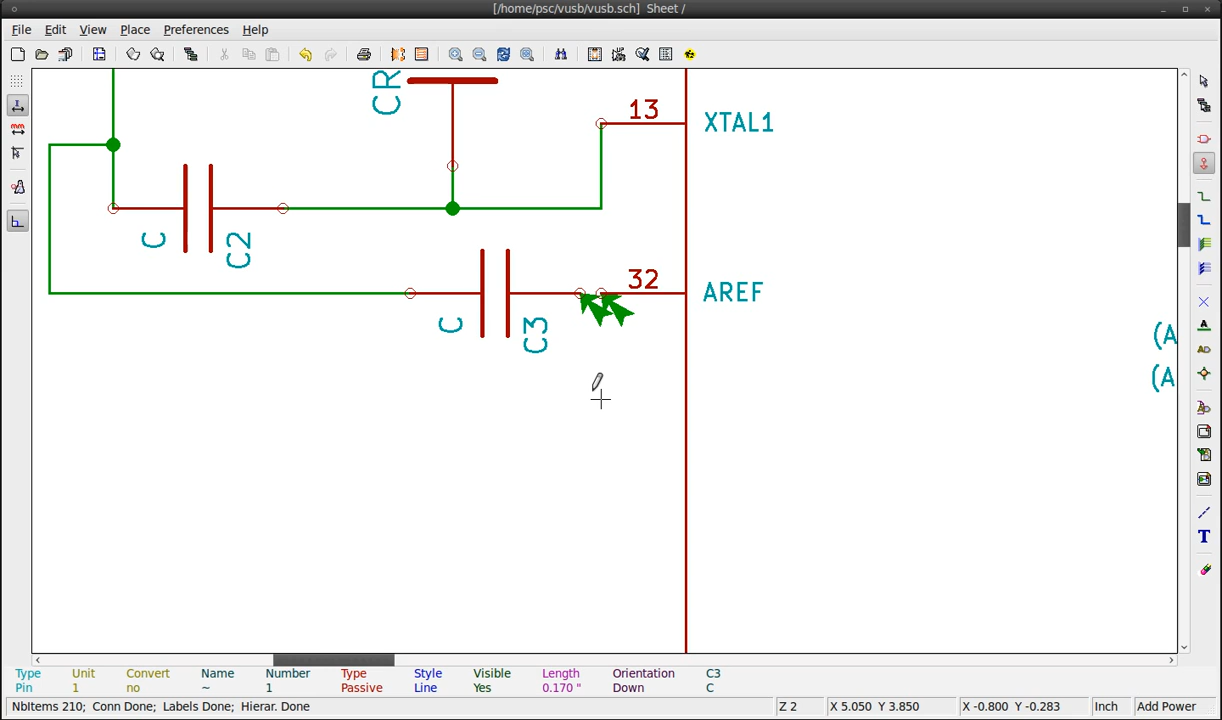 [/home/psc/vusb/vusb.sch] Sheet /
File Edit View Place Preferences Help
CR
13
XTAL1
C
C2
32
AREF
C
C3
(A
(A
Type Unit Convert Name Number Type Style Visible Length Orientation C3
Pin 1 no ~ 1 Passive Line Yes 0.170 " Down C
NbItems 210; Conn Done; Labels Done; Hierar. Done Z 2 X 5.050 Y 3.850 X -0.800 Y -0.283 Inch Add Power